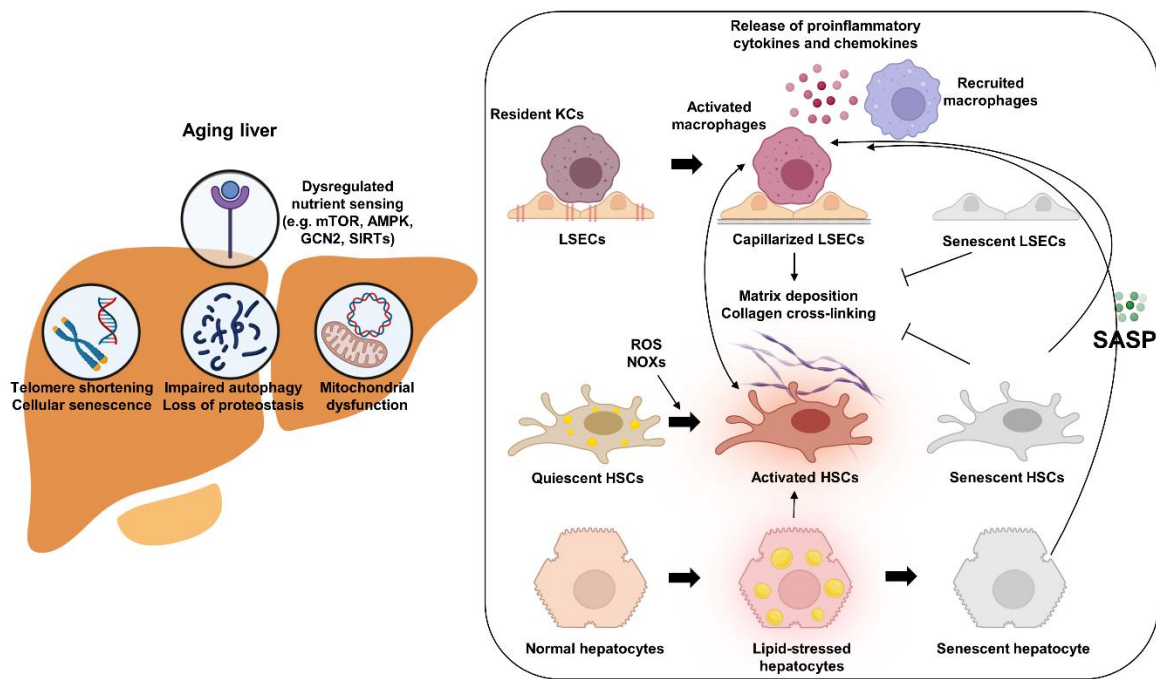 Aging liver
Dysregulated
nutrient sensing
(e.g. mTOR, AMPK,
GCN2, SIRTs)
Telomere shortening
Cellular senescence
Impaired autophagy
Loss of proteostasis
Mitochondrial
dysfunction
Release of proinflammatory
cytokines and chemokines
Resident KCs
Activated
macrophages
Recruited
macrophages
LSECs
Capillarized LSECs
Senescent LSECs
Matrix deposition
Collagen cross-linking
SASP
ROS
NOXs
Quiescent HSCs
Activated HSCs
Senescent HSCs
Normal hepatocytes
Lipid-stressed
hepatocytes
Senescent hepatocyte